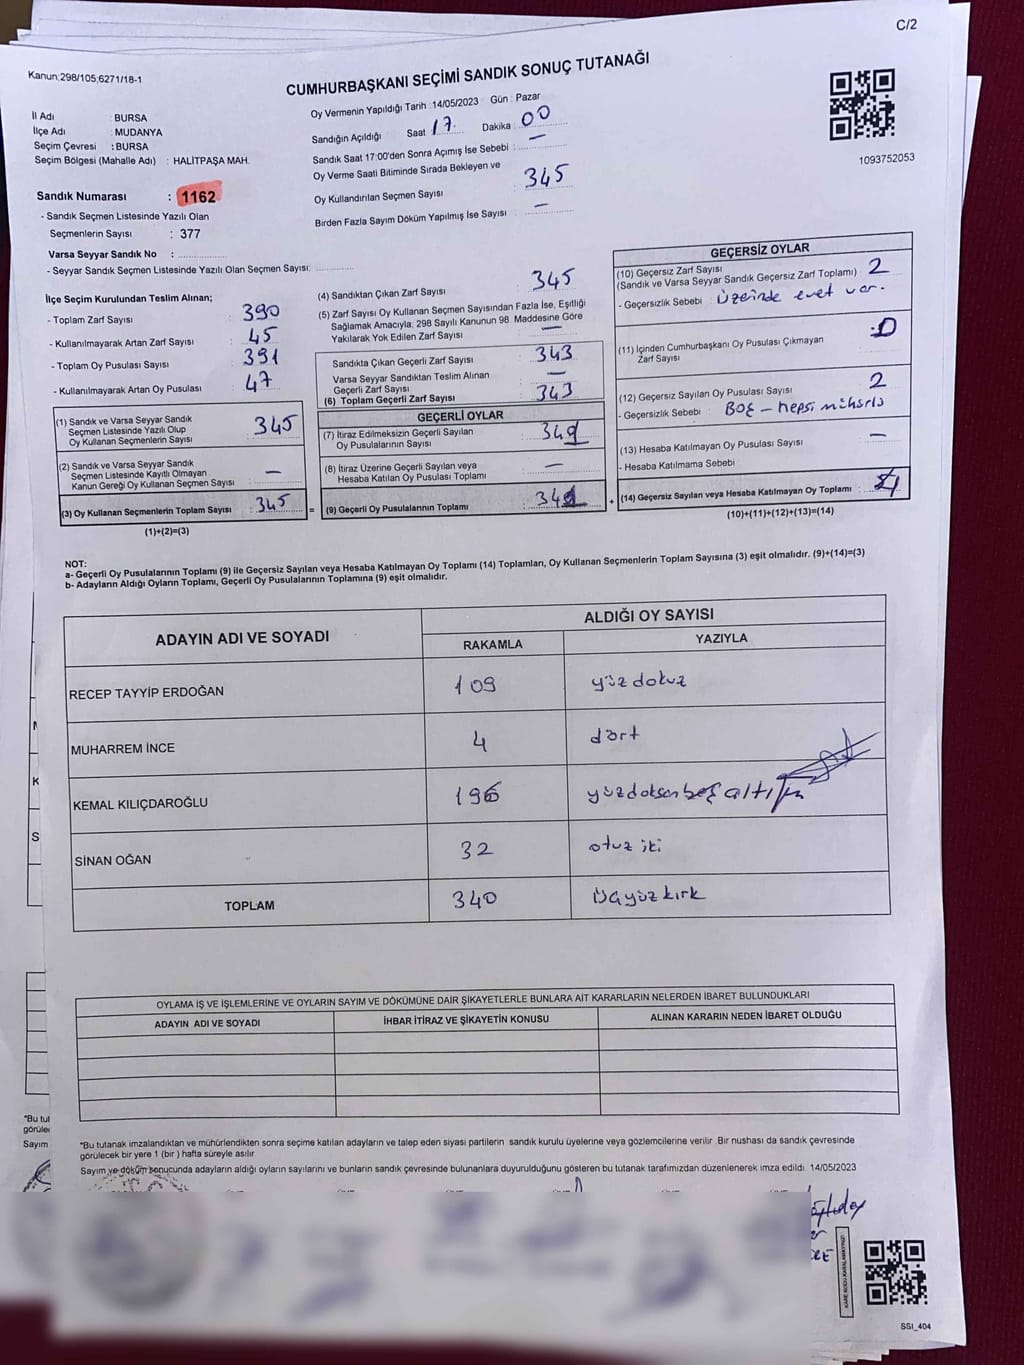 C/2
Kanun;298/105;6271/18-1
CUMHURBAŞKANI SEÇİMİ SANDIK SONUÇ TUTANAĞI
İl Adı : BURSA
İlçe Adı : MUDANYA
Seçim Çevresi : BURSA
Seçim Bölgesi (Mahalle Adı) : HALİTPAŞA MAH.
Oy Vermenin Yapıldığı Tarih :14/05/2023 Gün : Pazar
Sandığın Açıldığı Saat 17. Dakika : 00
Sandık Saat 17:00'den Sonra Açımış İse Sebebi : —
Oy Verme Saati Bitiminde Sırada Bekleyen ve
Oy Kullandırılan Seçmen Sayısı : 345
Birden Fazla Sayım Döküm Yapılmış İse Sayısı : —
1093752053
Sandık Numarası : 1162
- Sandık Seçmen Listesinde Yazılı Olan
Seçmenlerin Sayısı : 377
Varsa Seyyar Sandık No : ..............
- Seyyar Sandık Seçmen Listesinde Yazılı Olan Seçmen Sayısı: ..............
İlçe Seçim Kurulundan Teslim Alınan;
- Toplam Zarf Sayısı : 390
- Kullanılmayarak Artan Zarf Sayısı : 45
- Toplam Oy Pusulası Sayısı : 391
- Kullanılmayarak Artan Oy Pusulası : 47
(1) Sandık ve Varsa Seyyar Sandık
Seçmen Listesinde Yazılı Olup
Oy Kullanan Seçmenlerin Sayısı : 345
(2) Sandık ve Varsa Seyyar Sandık
Seçmen Listesinde Kayıtlı Olmayan
Kanun Gereği Oy Kullanan Seçmen Sayısı : —
(3) Oy Kullanan Seçmenlerin Toplam Sayısı : 345
(1)+(2)=(3)
(4) Sandıktan Çıkan Zarf Sayısı : 345
(5) Zarf Sayısı Oy Kullanan Seçmen Sayısından Fazla İse, Eşitliği
Sağlamak Amacıyla; 298 Sayılı Kanunun 98. Maddesine Göre
Yakılarak Yok Edilen Zarf Sayısı : —
Sandıkta Çıkan Geçerli Zarf Sayısı : 343
Varsa Seyyar Sandıktan Teslim Alınan
Geçerli Zarf Sayısı : —
(6) Toplam Geçerli Zarf Sayısı : 343
GEÇERLİ OYLAR
(7) İtiraz Edilmeksizin Geçerli Sayılan
Oy Pusulalarının Sayısı :
(8) İtiraz Üzerine Geçerli Sayılan veya
Hesaba Katılan Oy Pusulası Toplamı : —
= (9) Geçerli Oy Pusulalarının Toplamı :
GEÇERSİZ OYLAR
(10) Geçersiz Zarf Sayısı
(Sandık ve Varsa Seyyar Sandık Geçersiz Zarf Toplamı) : 2
- Geçersizlik Sebebi : üzerinde evet var.
(11) İçinden Cumhurbaşkanı Oy Pusulası Çıkmayan
Zarf Sayısı : 0
(12) Geçersiz Sayılan Oy Pusulası Sayısı : 2
- Geçersizlik Sebebi : Boş – hepsi mühürlü
(13) Hesaba Katılmayan Oy Pusulası Sayısı : —
- Hesaba Katılmama Sebebi
+ (14) Geçersiz Sayılan veya Hesaba Katılmayan Oy Toplamı :
(10)+(11)+(12)+(13)=(14)
NOT:
a- Geçerli Oy Pusulalarının Toplamı (9) ile Geçersiz Sayılan veya Hesaba Katılmayan Oy Toplamı (14) Toplamları, Oy Kullanan Seçmenlerin Toplam Sayısına (3) eşit olmalıdır. (9)+(14)=(3)
b- Adayların Aldığı Oyların Toplamı, Geçerli Oy Pusulalarının Toplamına (9) eşit olmalıdır.
ADAYIN ADI VE SOYADI ALDIĞI OY SAYISI
RAKAMLA YAZIYLA
RECEP TAYYİP ERDOĞAN 109 yüz dokuz
MUHARREM İNCE 4 dört
KEMAL KILIÇDAROĞLU 195 yüzdoksanbeş altı
SİNAN OĞAN 32 otuz iki
TOPLAM 340 üçyüz kırk
OYLAMA İŞ VE İŞLEMLERİNE VE OYLARIN SAYIM VE DÖKÜMÜNE DAİR ŞİKAYETLERLE BUNLARA AİT KARARLARIN NELERDEN İBARET BULUNDUKLARI
ADAYIN ADI VE SOYADI İHBAR İTİRAZ VE ŞİKAYETİN KONUSU ALINAN KARARIN NEDEN İBARET OLDUĞU
*Bu tutanak imzalandıktan ve mühürlendikten sonra seçime katılan adayların ve talep eden siyasi partilerin sandık kurulu üyelerine veya gözlemcilerine verilir. Bir nushası da sandık çevresinde
görülecek bir yere 1 (bir ) hafta süreyle asılır
Sayım ve döküm sonucunda adayların aldığı oyların sayılarını ve bunların sandık çevresinde bulunanlara duyurulduğunu gösteren bu tutanak tarafımızdan düzenlenerek imza edildi. 14/05/2023
*Bu tut
görülec
Sayım
KARE KODU KARALAMAYINIZ!
SSI_404